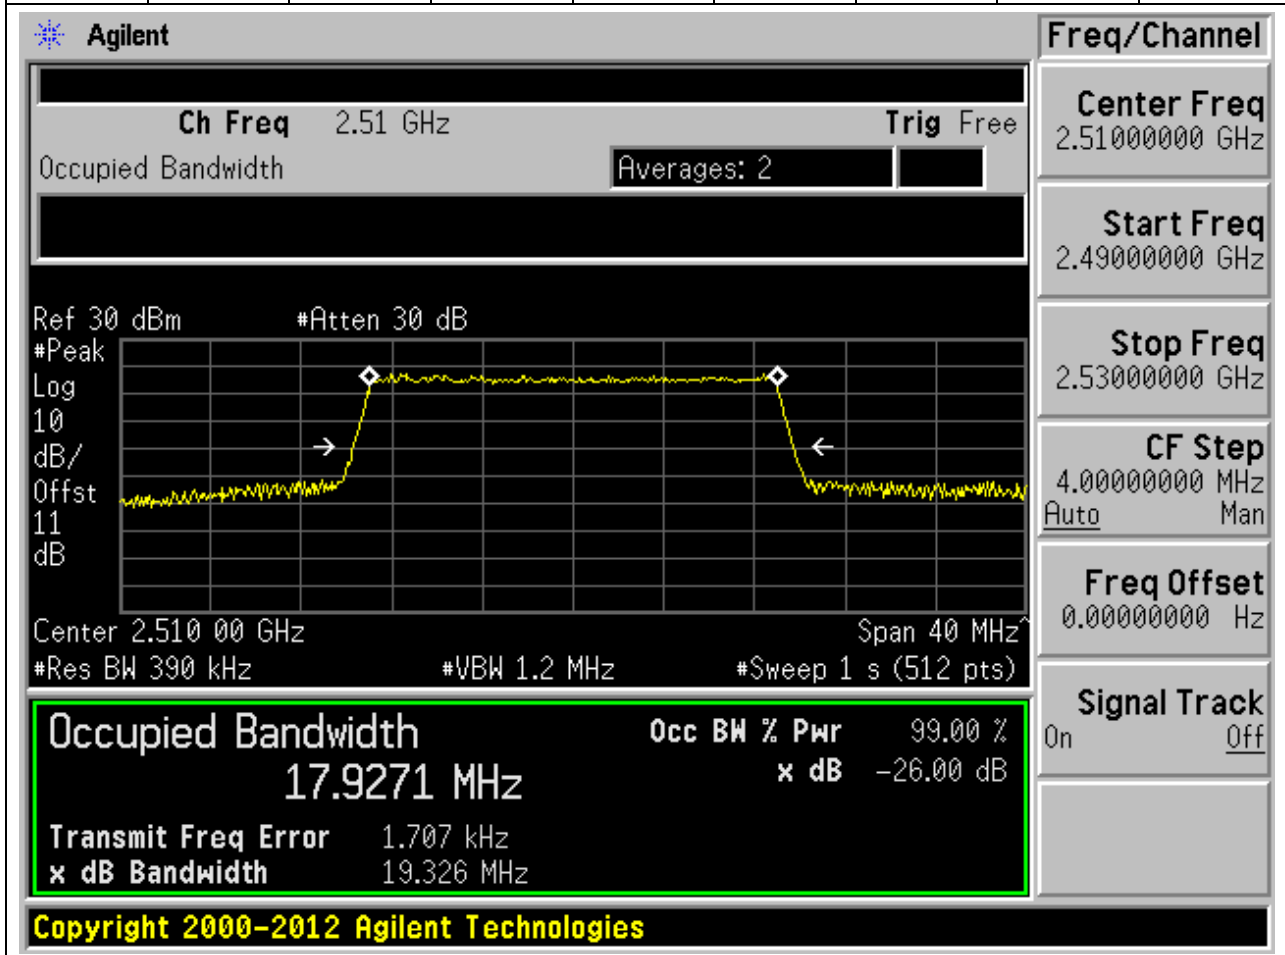 Agilent
Freq/Channel
Ch Freq 2.51 GHz Trig Free
Occupied Bandwidth Averages: 2
Center Freq
2.51000000 GHz
Start Freq
2.49000000 GHz
Stop Freq
2.53000000 GHz
CF Step
4.00000000 MHz
Auto Man
Freq Offset
0.00000000 Hz
Signal Track
On Off
Ref 30 dBm #Atten 30 dB
#Peak
Log
10
dB/
Offst
11
dB
Center 2.510 00 GHz Span 40 MHz^
#Res BW 390 kHz #VBW 1.2 MHz #Sweep 1 s (512 pts)
Occupied Bandwidth Occ BW % Pwr 99.00 %
17.9271 MHz x dB -26.00 dB
Transmit Freq Error 1.707 kHz
x dB Bandwidth 19.326 MHz
Copyright 2000-2012 Agilent Technologies